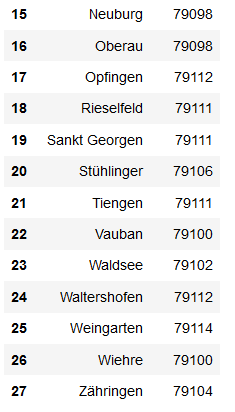 15 Neuburg 79098
16 Oberau 79098
17 Opfingen 79112
18 Rieselfeld 79111
19 Sankt Georgen 79111
20 Stühlinger 79106
21 Tiengen 79111
22 Vauban 79100
23 Waldsee 79102
24 Waltershofen 79112
25 Weingarten 79114
26 Wiehre 79100
27 Zähringen 79104